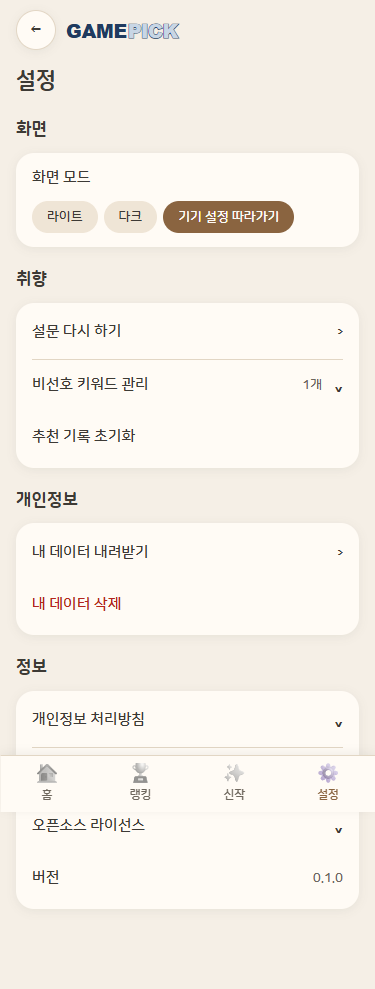 ←
GAMEPICK
설정
화면
화면 모드
라이트 다크 기기 설정 따라가기
취향
설문 다시 하기 ›
비선호 키워드 관리 1개
추천 기록 초기화
개인정보
내 데이터 내려받기 ›
내 데이터 삭제
정보
개인정보 처리방침
홈 랭킹 신작 설정
오픈소스 라이선스
버전 0.1.0